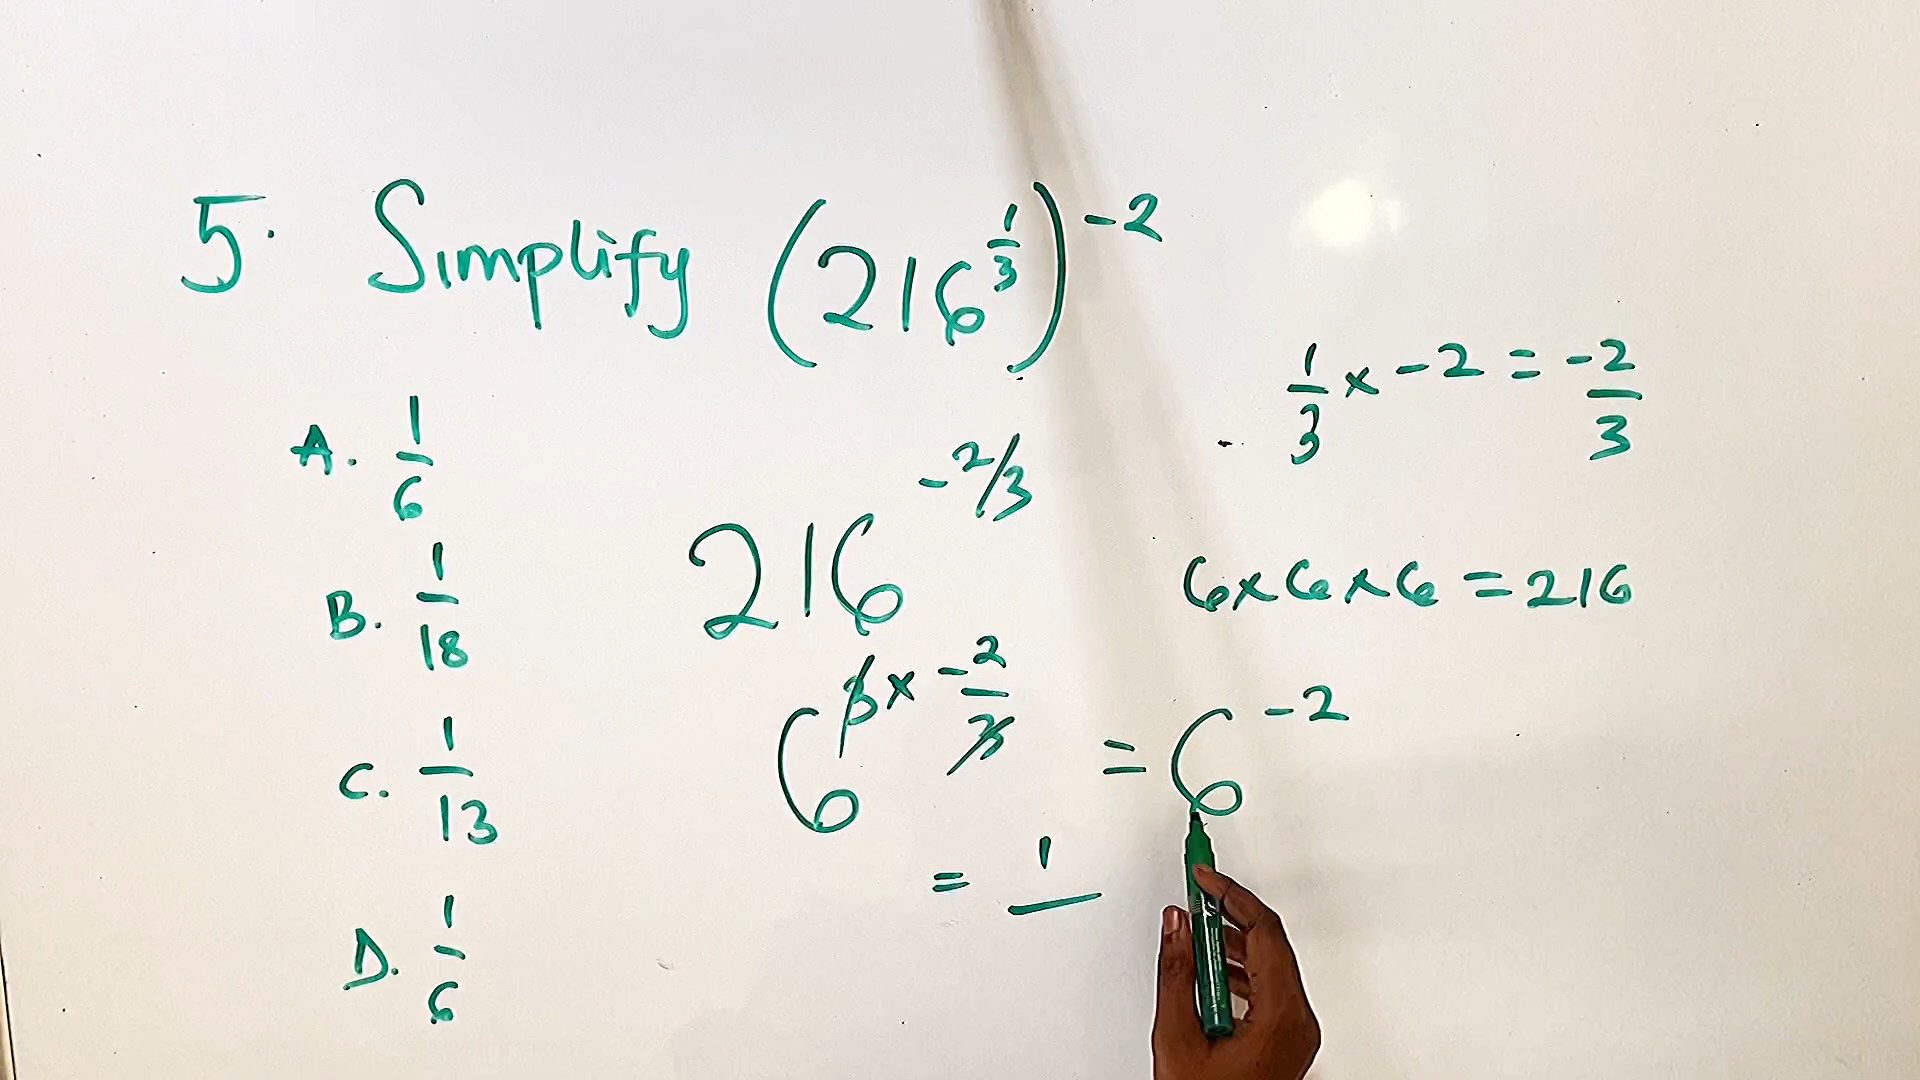 5. Simplify (216^1/3)^-2
1/3 x -2 = -2/3
A. 1/6
216^-2/3
B. 1/18
6x6x6 = 216
6^3x-2/3 = 6^-2
C. 1/13
= 1/
D. 1/6